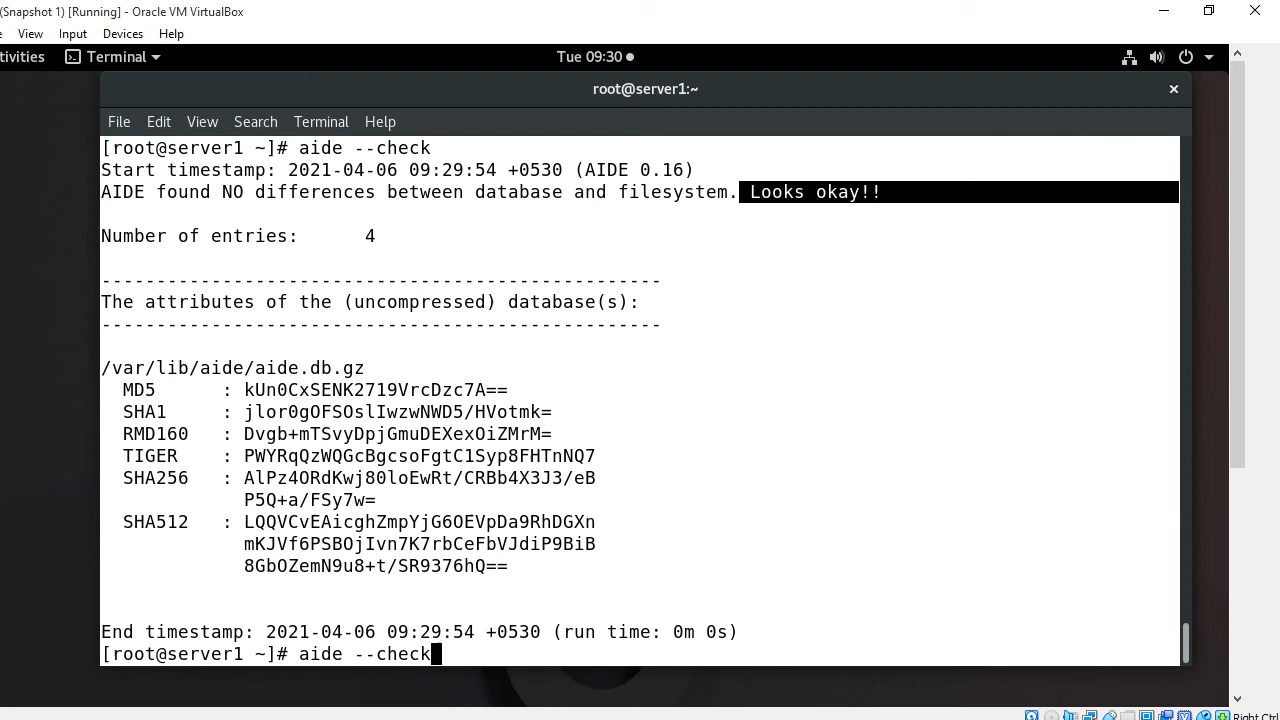 (Snapshot 1) [Running] - Oracle VM VirtualBox
View Input Devices Help
tivities Terminal Tue 09:30
root@server1:~
File Edit View Search Terminal Help
[root@server1 ~]# aide --check
Start timestamp: 2021-04-06 09:29:54 +0530 (AIDE 0.16)
AIDE found NO differences between database and filesystem. Looks okay!!
Number of entries: 4
---------------------------------------------------
The attributes of the (uncompressed) database(s):
---------------------------------------------------
/var/lib/aide/aide.db.gz
MD5 : kUn0CxSENK2719VrcDzc7A==
SHA1 : jlor0gOFSOslIwzwNWD5/HVotmk=
RMD160 : Dvgb+mTSvyDpjGmuDEXexOiZMrM=
TIGER : PWYRqQzWQGcBgcsoFgtC1Syp8FHTnNQ7
SHA256 : AlPz4ORdKwj80loEwRt/CRBb4X3J3/eB
P5Q+a/FSy7w=
SHA512 : LQQVCvEAicghZmpYjG6OEVpDa9RhDGXn
mKJVf6PSBOjIvn7K7rbCeFbVJdiP9BiB
8GbOZemN9u8+t/SR9376hQ==
End timestamp: 2021-04-06 09:29:54 +0530 (run time: 0m 0s)
[root@server1 ~]# aide --check
Right Ctrl